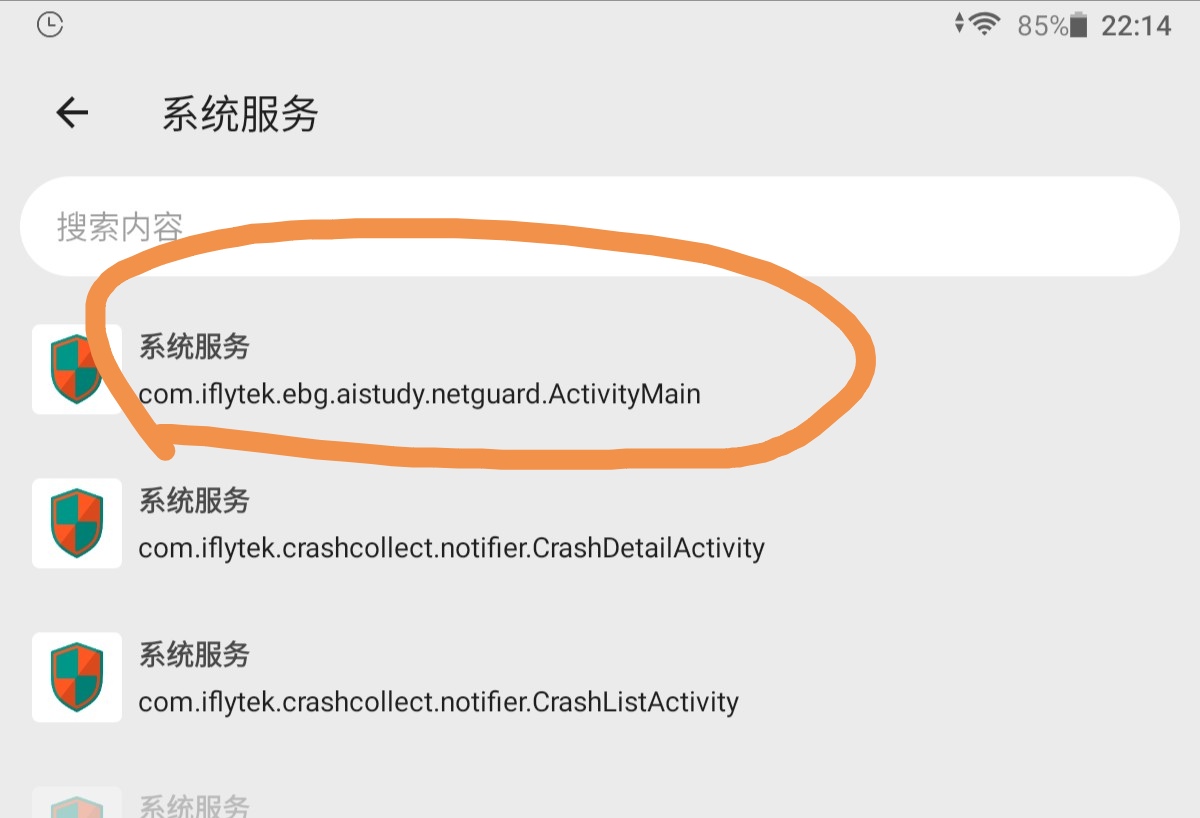 85% 22:14
系统服务
搜索内容
系统服务
com.iflytek.ebg.aistudy.netguard.ActivityMain
系统服务
com.iflytek.crashcollect.notifier.CrashDetailActivity
系统服务
com.iflytek.crashcollect.notifier.CrashListActivity
系统服务